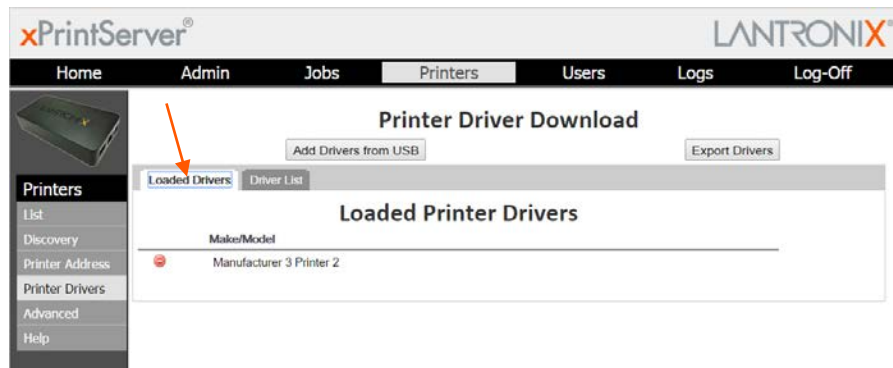 xPrintServer®
LANTRONIX®
Home Admin Jobs Printers Users Logs Log-Off
Printer Driver Download
Add Drivers from USB Export Drivers
Loaded Drivers Driver List
Printers
List
Discovery
Printer Address
Printer Drivers
Advanced
Help
Loaded Printer Drivers
Make/Model
Manufacturer 3 Printer 2